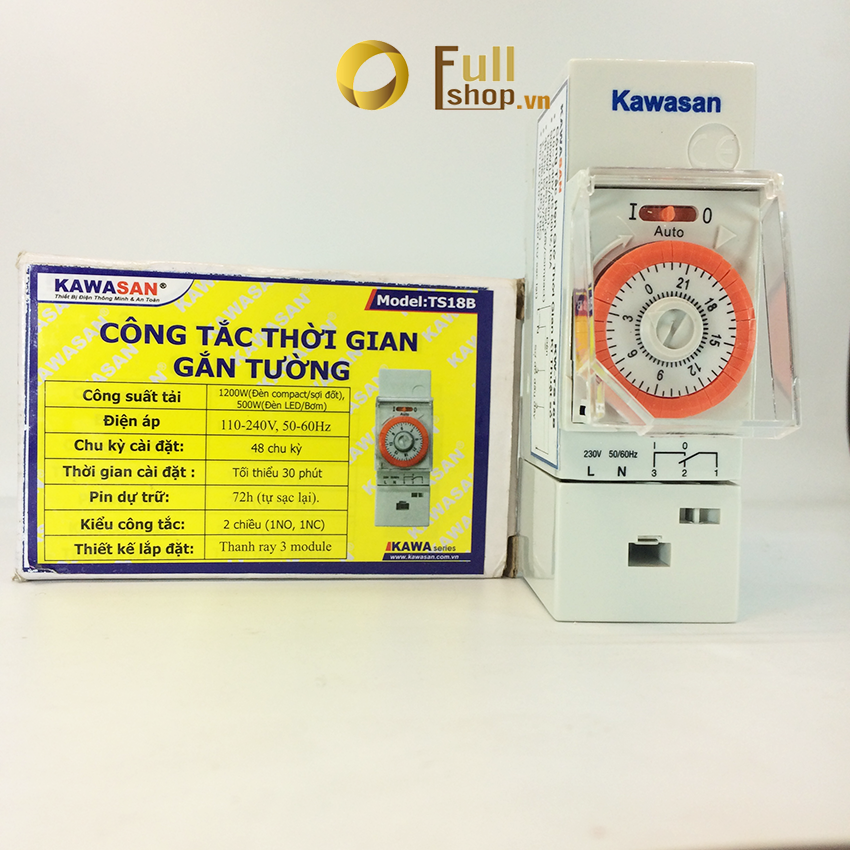 Full
shop.vn
Kawasan
I O
Auto
0 21 18 15 12 9 6 3
230V 50/60Hz I 0
L N 3 2 1
KAWASAN®
Thiết Bị Điện Thông Minh & An Toàn
Model:TS18B
CÔNG TẮC THỜI GIAN
GẮN TƯỜNG
Công suất tải 1200W(Đèn compact/sợi đốt),
500W(Đèn LED/Bơm)
Điện áp 110-240V, 50-60Hz
Chu kỳ cài đặt: 48 chu kỳ
Thời gian cài đặt : Tối thiểu 30 phút
Pin dự trữ: 72h (tự sạc lại).
Kiểu công tắc: 2 chiều (1NO, 1NC)
Thiết kế lắp đặt: Thanh ray 3 module
KAWA series
www.kawasan.com.vn